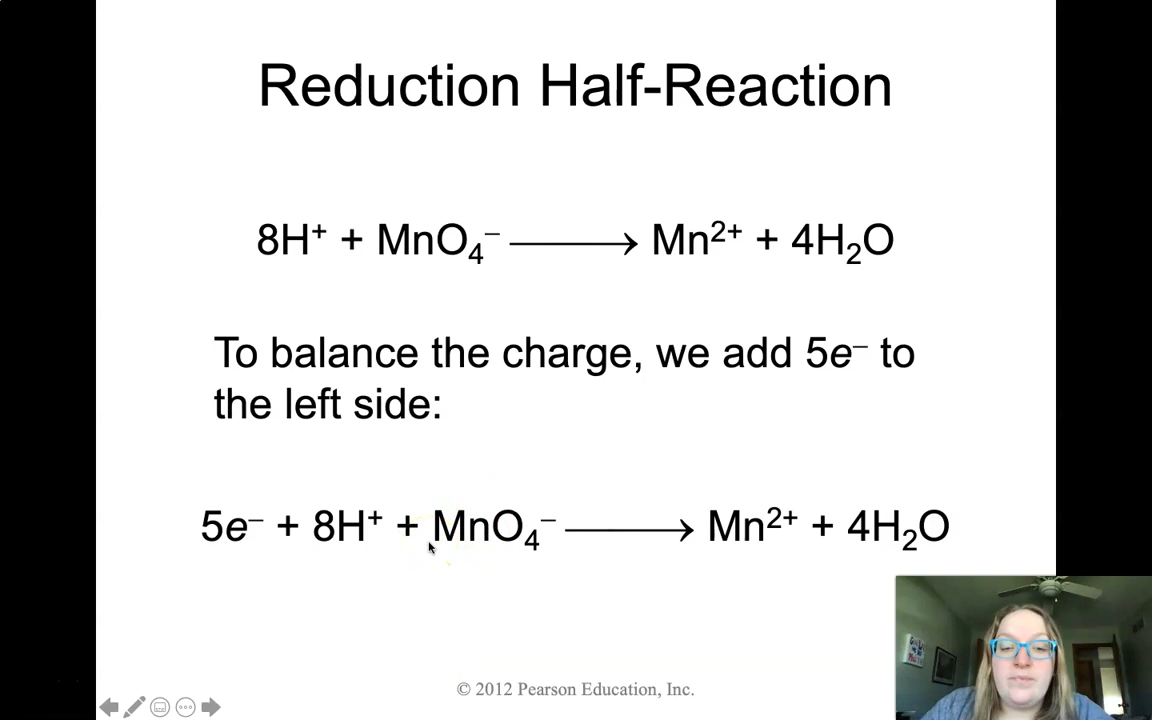 Reduction Half-Reaction
8H⁺ + MnO₄⁻ ⟶ Mn²⁺ + 4H₂O
To balance the charge, we add 5e⁻ to
the left side:
5e⁻ + 8H⁺ + MnO₄⁻ ⟶ Mn²⁺ + 4H₂O
© 2012 Pearson Education, Inc.